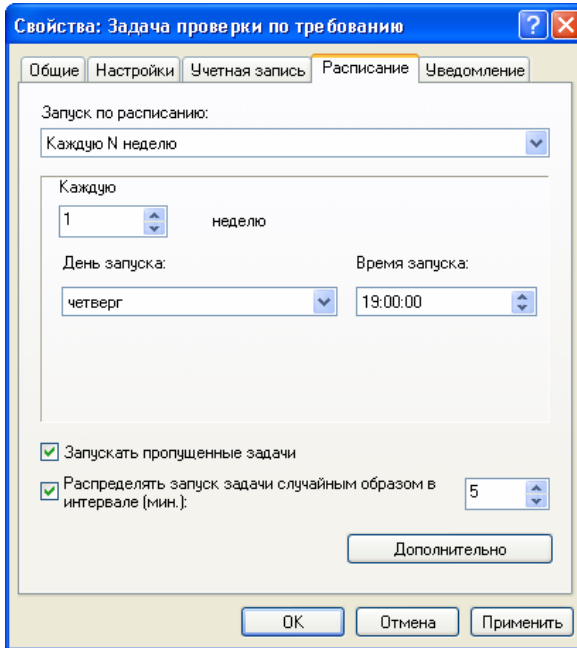 Свойства: Задача проверки по требованию
Общие Настройки Учетная запись Расписание Уведомление
Запуск по расписанию:
Каждую N неделю
Каждую
1 неделю
День запуска: Время запуска:
четверг 19:00:00
Запускать пропущенные задачи
Распределять запуск задачи случайным образом в
интервале (мин.): 5
Дополнительно
OK Отмена Применить